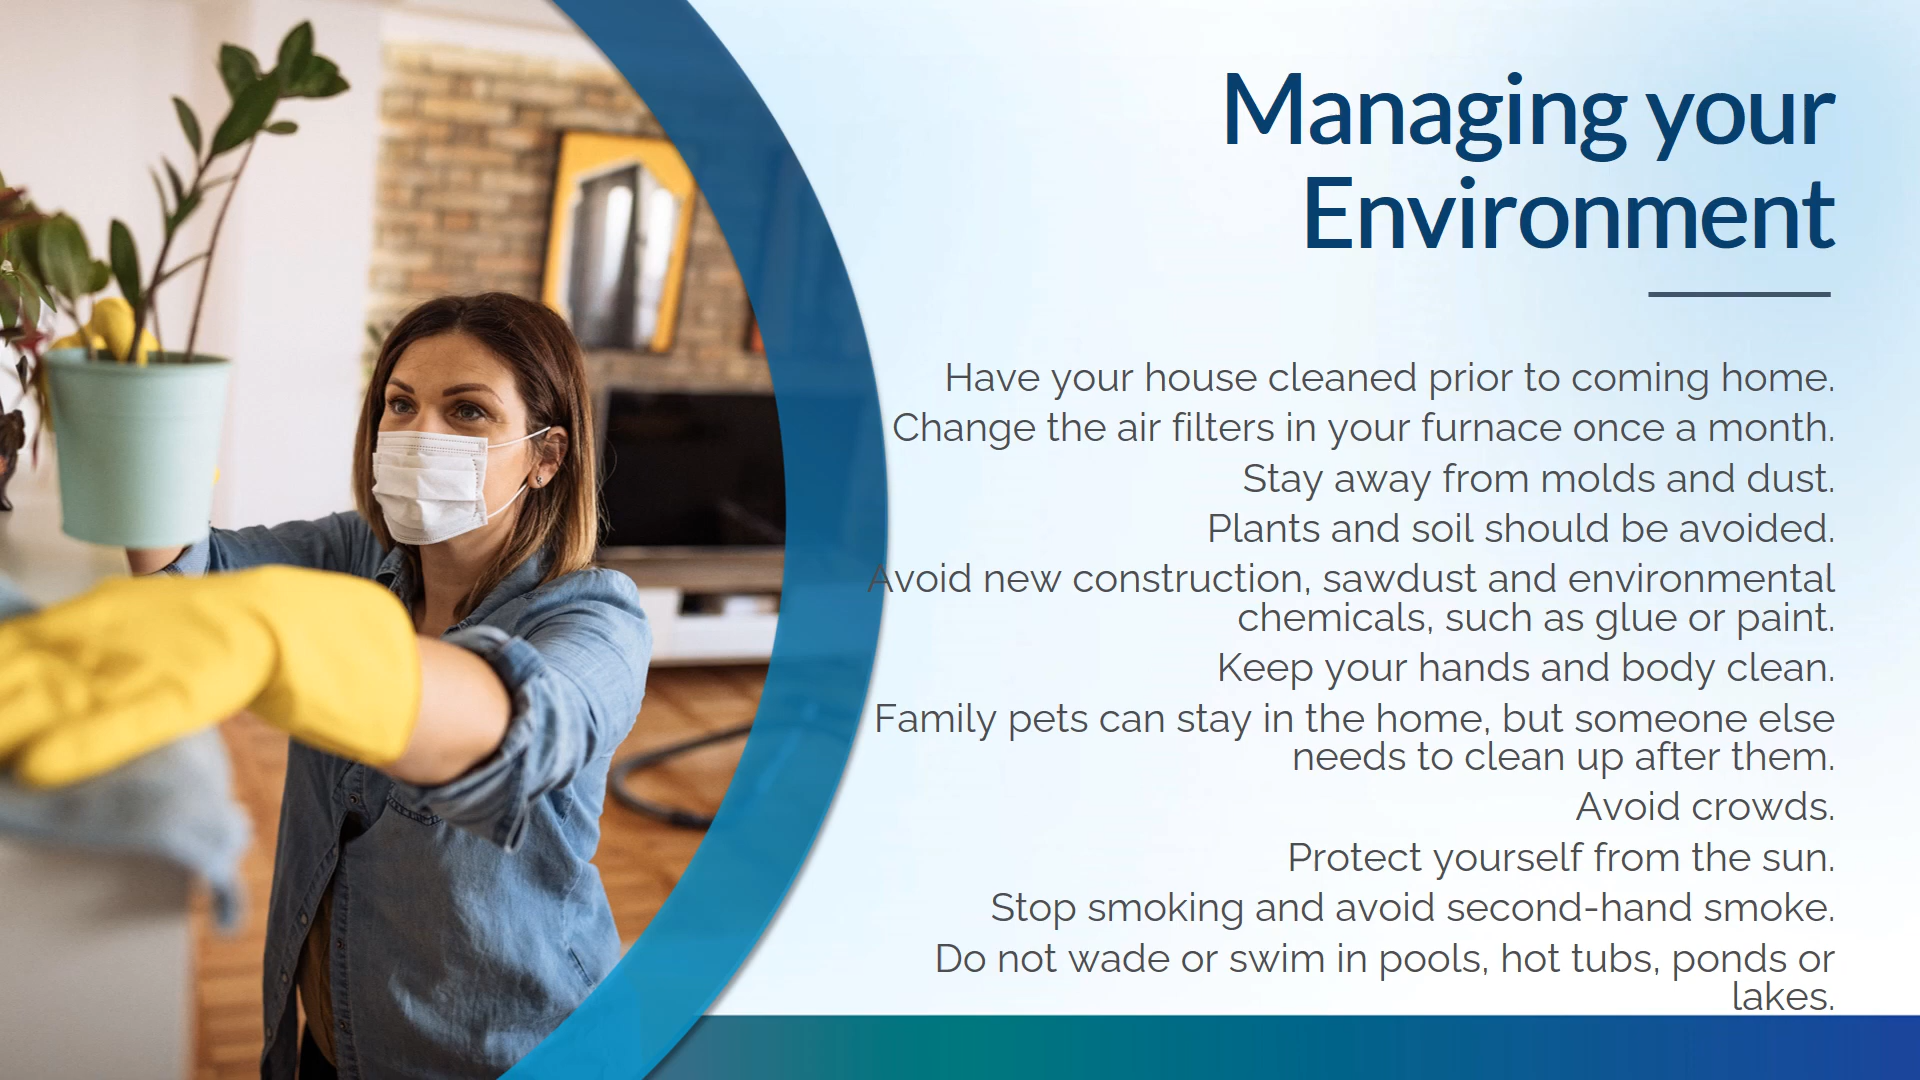 Managing your
Environment
Have your house cleaned prior to coming home.
Change the air filters in your furnace once a month.
Stay away from molds and dust.
Plants and soil should be avoided.
Avoid new construction, sawdust and environmental
chemicals, such as glue or paint.
Keep your hands and body clean.
Family pets can stay in the home, but someone else
needs to clean up after them.
Avoid crowds.
Protect yourself from the sun.
Stop smoking and avoid second-hand smoke.
Do not wade or swim in pools, hot tubs, ponds or
lakes.